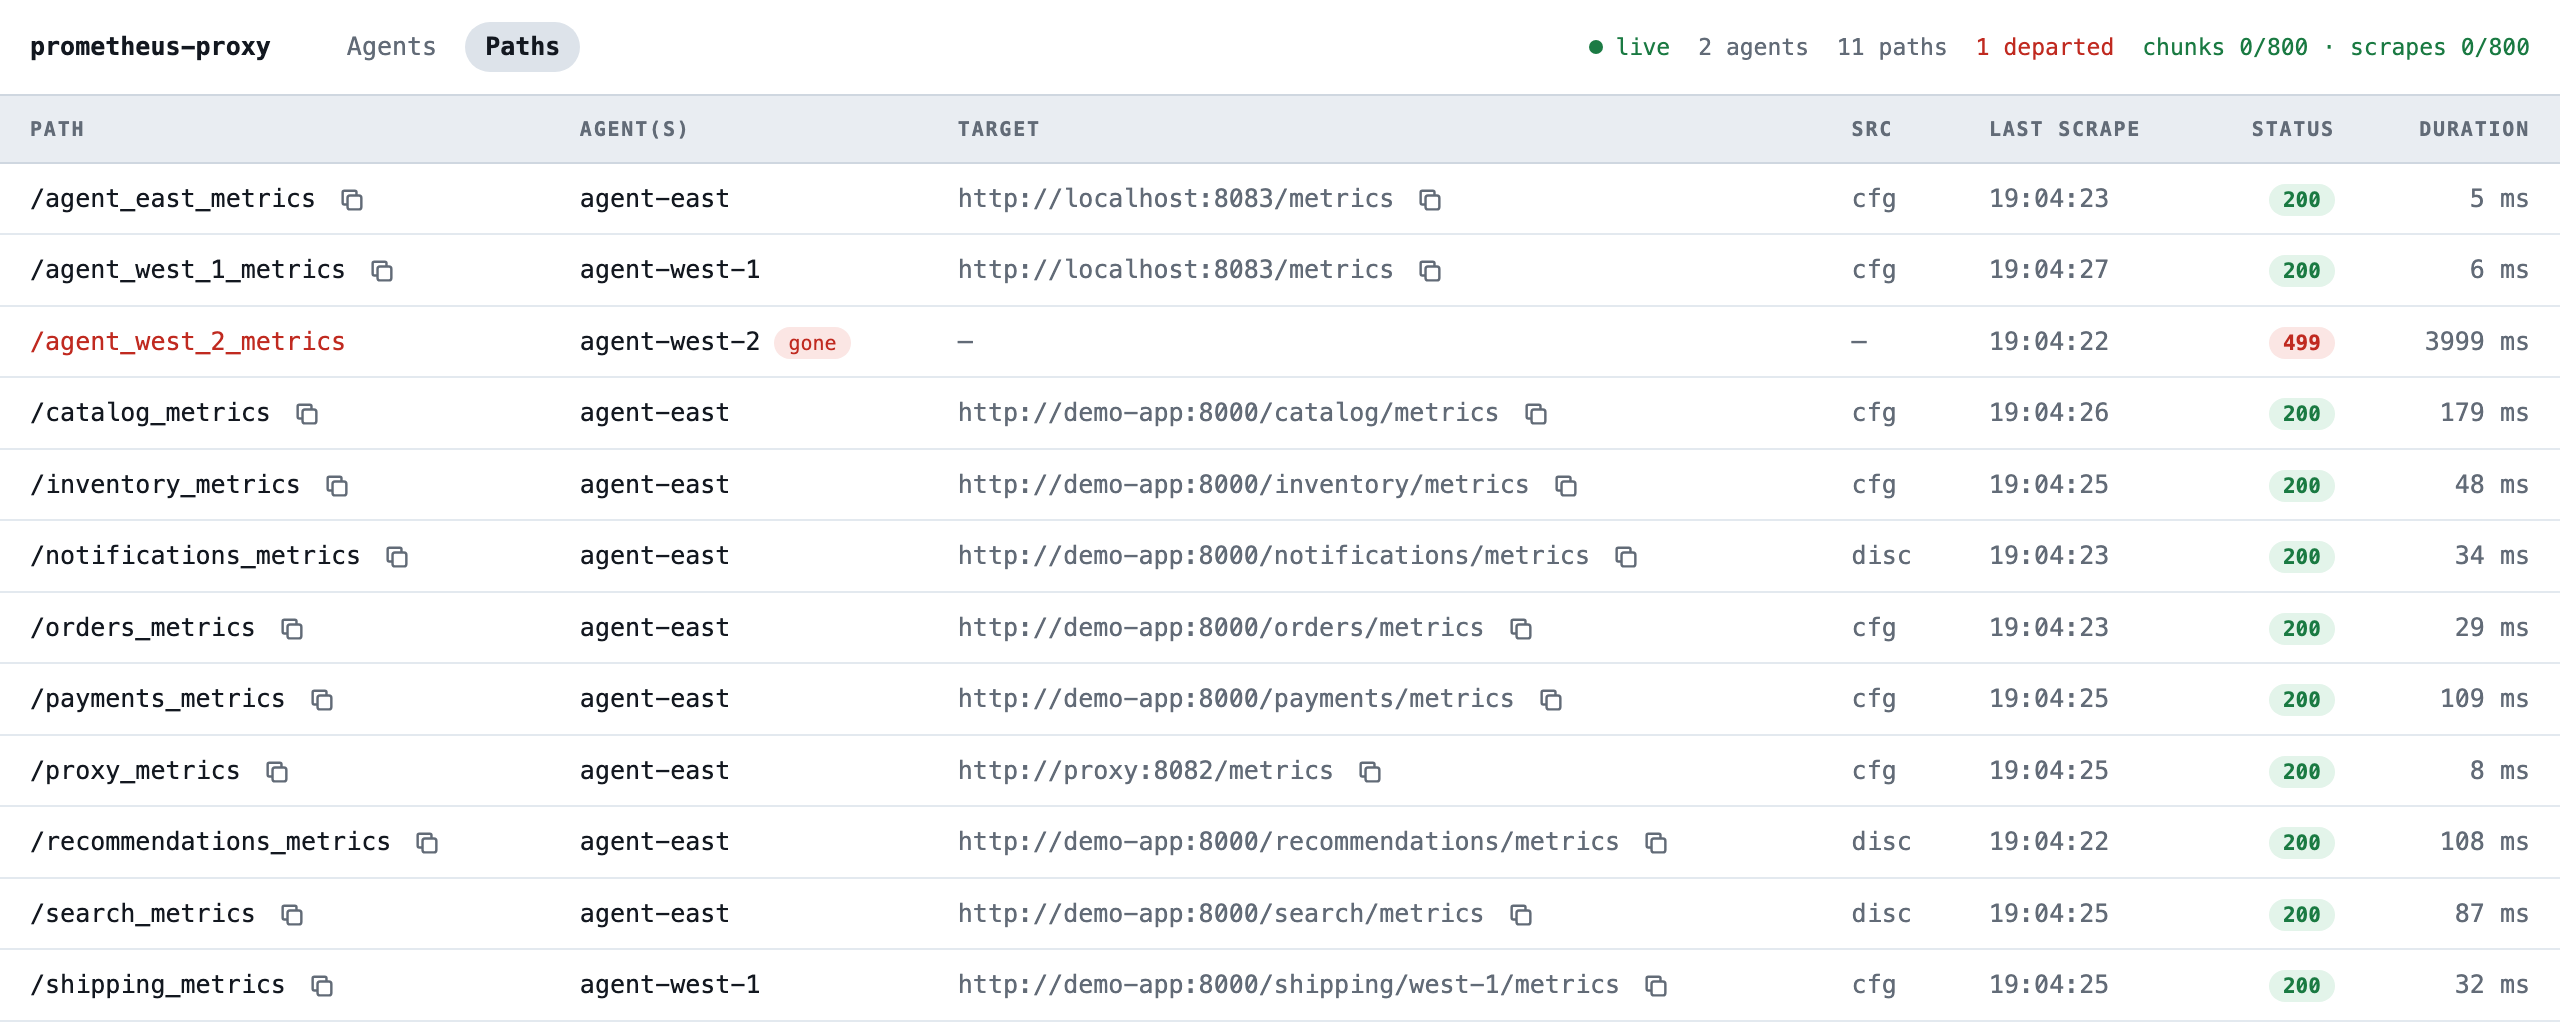 prometheus-proxy Agents Paths live 2 agents 11 paths 1 departed chunks 0/800 · scrapes 0/800
PATH AGENT(S) TARGET SRC LAST SCRAPE STATUS DURATION
/agent_east_metrics agent-east http://localhost:8083/metrics cfg 19:04:23 200 5 ms
/agent_west_1_metrics agent-west-1 http://localhost:8083/metrics cfg 19:04:27 200 6 ms
/agent_west_2_metrics agent-west-2 gone — — 19:04:22 499 3999 ms
/catalog_metrics agent-east http://demo-app:8000/catalog/metrics cfg 19:04:26 200 179 ms
/inventory_metrics agent-east http://demo-app:8000/inventory/metrics cfg 19:04:25 200 48 ms
/notifications_metrics agent-east http://demo-app:8000/notifications/metrics disc 19:04:23 200 34 ms
/orders_metrics agent-east http://demo-app:8000/orders/metrics cfg 19:04:23 200 29 ms
/payments_metrics agent-east http://demo-app:8000/payments/metrics cfg 19:04:25 200 109 ms
/proxy_metrics agent-east http://proxy:8082/metrics cfg 19:04:25 200 8 ms
/recommendations_metrics agent-east http://demo-app:8000/recommendations/metrics disc 19:04:22 200 108 ms
/search_metrics agent-east http://demo-app:8000/search/metrics disc 19:04:25 200 87 ms
/shipping_metrics agent-west-1 http://demo-app:8000/shipping/west-1/metrics cfg 19:04:25 200 32 ms